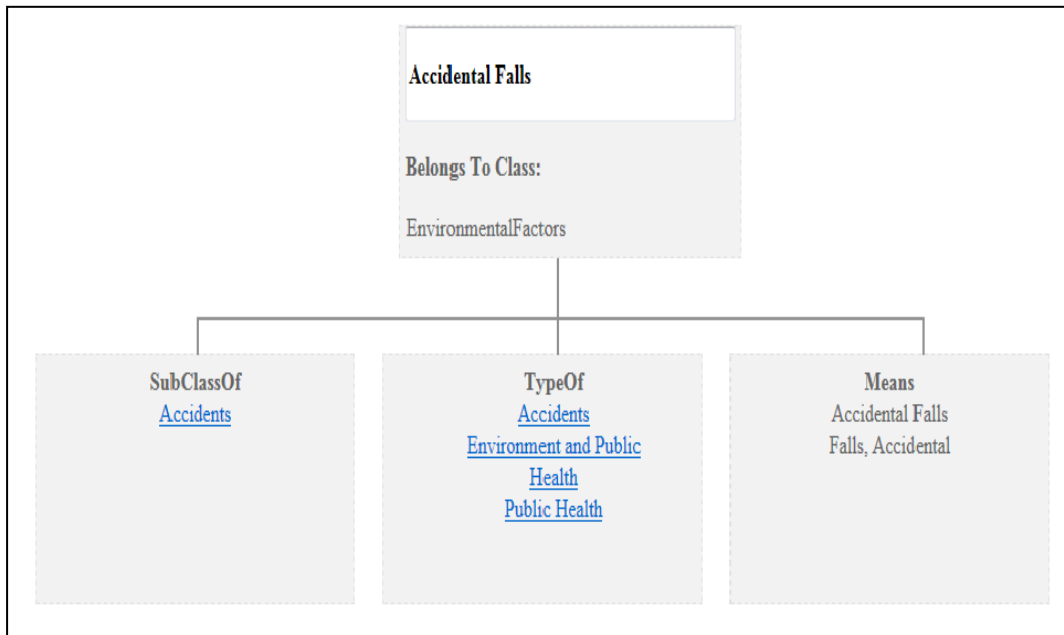 Accidental Falls
Belongs To Class:
EnvironmentalFactors
SubClassOf
Accidents
TypeOf
Accidents
Environment and Public
Health
Public Health
Means
Accidental Falls
Falls, Accidental